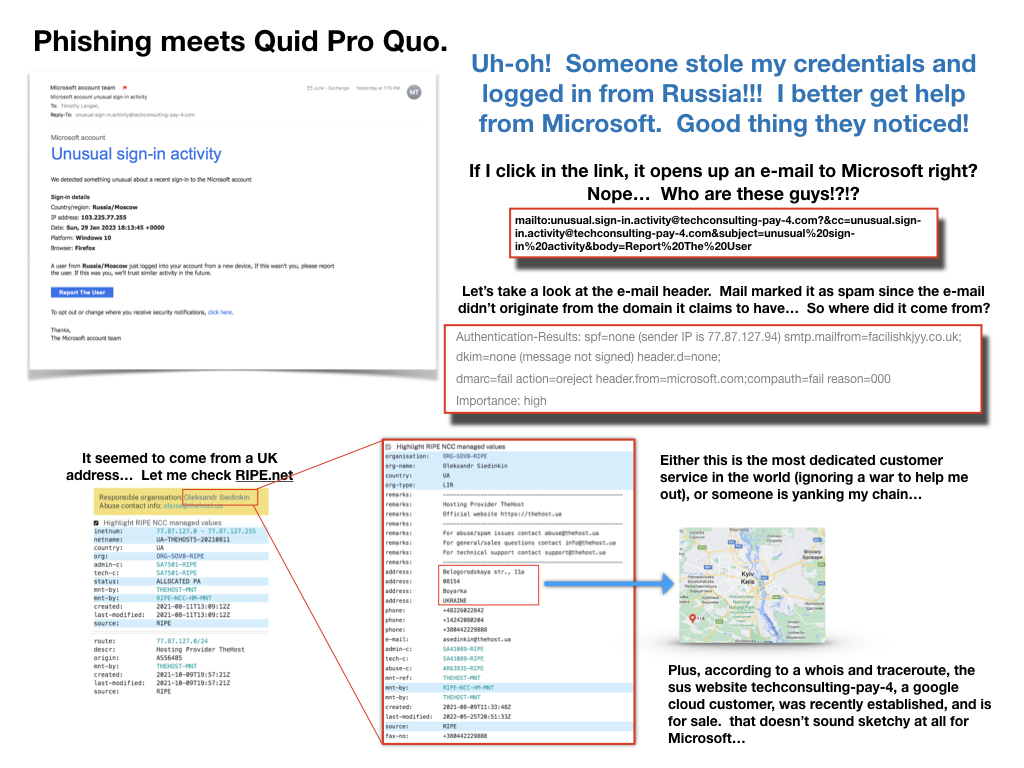 Phishing meets Quid Pro Quo.
Microsoft account team
Microsoft account unusual sign-in activity
To: Timothy Langan,
Reply-To: unusual.sign-in.activity@techconsulting-pay-4.com
Junk - Exchange Yesterday at 1:13 PM
MT
Microsoft account
Unusual sign-in activity
We detected something unusual about a recent sign-in to the Microsoft account
Sign-in details
Country/region: Russia/Moscow
IP address: 103.225.77.255
Date: Sun, 29 Jan 2023 18:13:45 +0000
Platform: Windows 10
Browser: Firefox
A user from Russia/Moscow just logged into your account from a new device, If this wasn't you, please report
the user. If this was you, we'll trust similar activity in the future.
Report The User
To opt out or change where you receive security notifications, click here.
Thanks,
The Microsoft account team
Uh-oh! Someone stole my credentials and
logged in from Russia!!! I better get help
from Microsoft. Good thing they noticed!
If I click in the link, it opens up an e-mail to Microsoft right?
Nope... Who are these guys!?!?
mailto:unusual.sign-in.activity@techconsulting-pay-4.com?&cc=unusual.sign-
in.activity@techconsulting-pay-4.com&subject=unusual%20sign-
in%20activity&body=Report%20The%20User
Let's take a look at the e-mail header. Mail marked it as spam since the e-mail
didn't originate from the domain it claims to have... So where did it come from?
Authentication-Results: spf=none (sender IP is 77.87.127.94) smtp.mailfrom=facilishkjyy.co.uk;
dkim=none (message not signed) header.d=none;
dmarc=fail action=oreject header.from=microsoft.com;compauth=fail reason=000
Importance: high
It seemed to come from a UK
address... Let me check RIPE.net
Responsible organisation: Oleksandr Siedinkin
Abuse contact info: abuse@thehost.ua
Highlight RIPE NCC managed values
inetnum: 77.87.127.0 - 77.87.127.255
netname: UA-THEHOSTS-20210811
country: UA
org: ORG-SOV8-RIPE
admin-c: SA7501-RIPE
tech-c: SA7501-RIPE
status: ALLOCATED PA
mnt-by: THEHOST-MNT
mnt-by: RIPE-NCC-HM-MNT
created: 2021-08-11T13:09:12Z
last-modified: 2021-08-11T13:09:12Z
source: RIPE
route: 77.87.127.0/24
descr: Hosting Provider TheHost
origin: AS56485
mnt-by: THEHOST-MNT
created: 2021-10-09T19:57:21Z
last-modified: 2021-10-09T19:57:21Z
source: RIPE
Highlight RIPE NCC managed values
organisation: ORG-SOV8-RIPE
org-name: Oleksandr Siedinkin
country: UA
org-type: LIR
remarks:
remarks: Hosting Provider TheHost
remarks: Official website https://thehost.ua
remarks:
remarks: For abuse/spam issues contact abuse@thehost.ua
remarks: For general/sales questions contact info@thehost.ua
remarks: For technical support contact support@thehost.ua
remarks:
address: Belogorodskaya str., 11a
address: 08154
address: Boyarka
address: UKRAINE
phone: +48226022842
phone: +14242080204
phone: +380442229888
e-mail: asedinkin@thehost.ua
admin-c: SA41089-RIPE
tech-c: SA41089-RIPE
abuse-c: AR63935-RIPE
mnt-ref: THEHOST-MNT
mnt-by: RIPE-NCC-HM-MNT
mnt-by: THEHOST-MNT
created: 2021-08-09T11:33:48Z
last-modified: 2022-05-25T20:51:33Z
source: RIPE
fax-no: +380442229888
Either this is the most dedicated customer
service in the world (ignoring a war to help me
out), or someone is yanking my chain...
Kyiv
Київ
Brovary
Бровари
11A
Plus, according to a whois and traceroute, the
sus website techconsulting-pay-4, a google
cloud customer, was recently established, and is
for sale. that doesn't sound sketchy at all for
Microsoft...